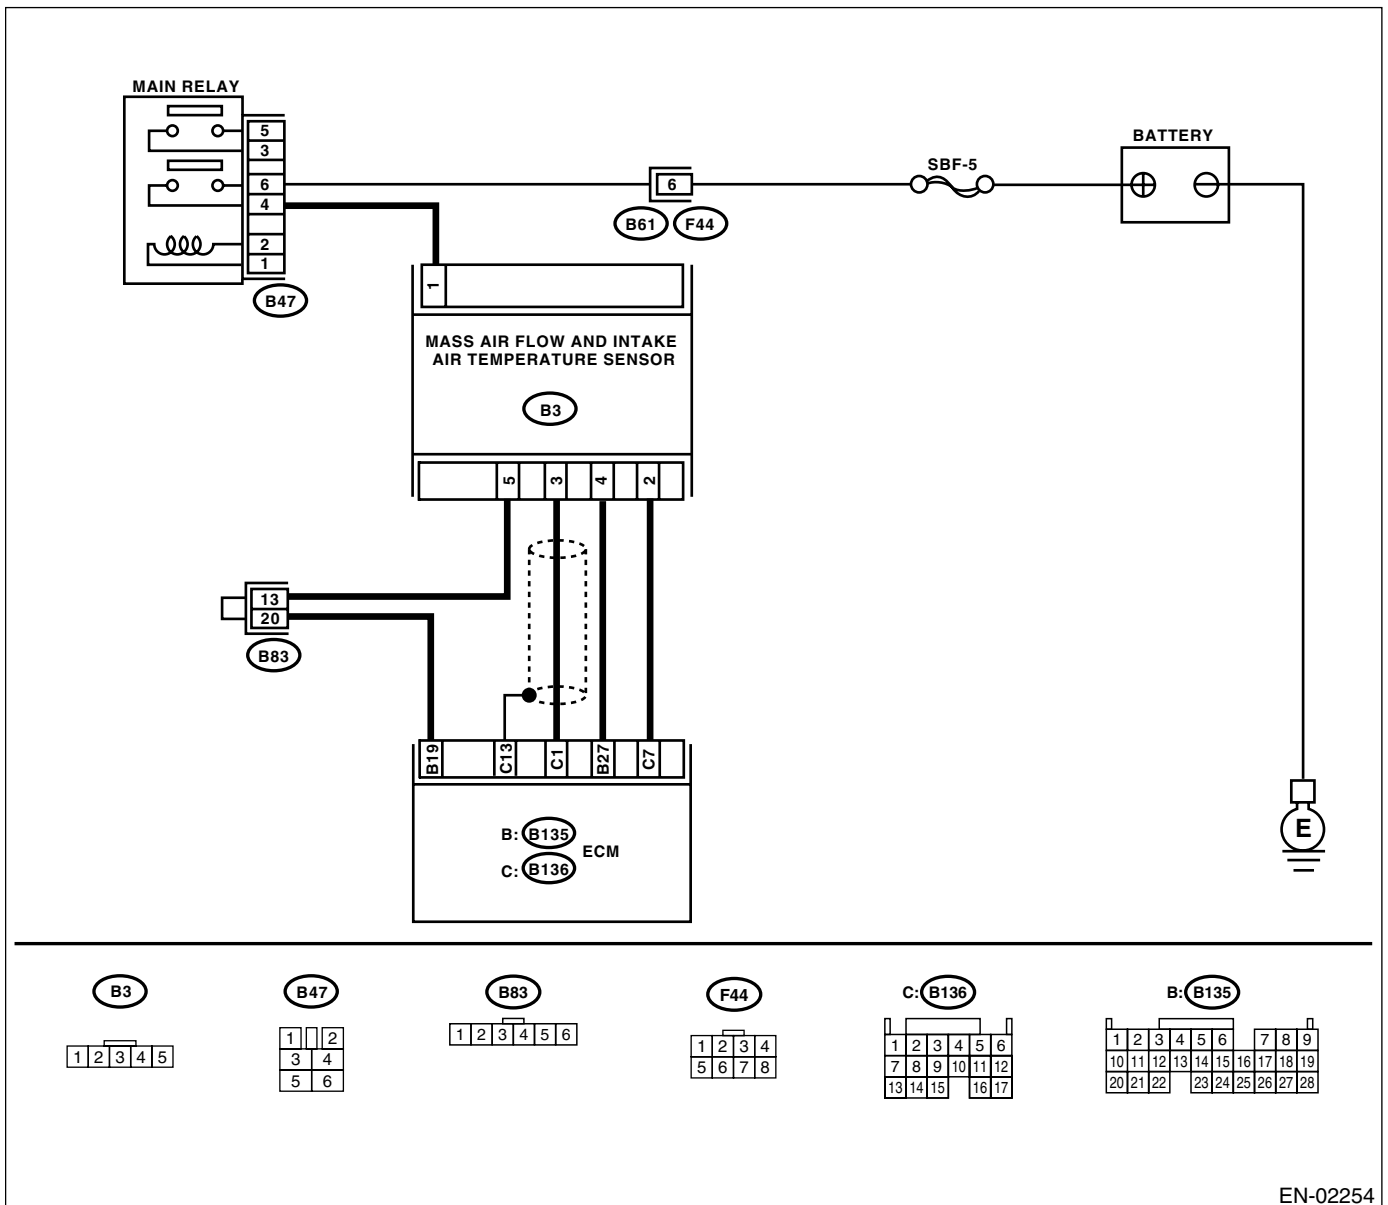 MAIN RELAY
5
3
6
4
2
1
B47
6
B61 F44
SBF-5
BATTERY
1
MASS AIR FLOW AND INTAKE
AIR TEMPERATURE SENSOR
B3
5 3 4 2
13
20
B83
B19 C13 C1 B27 C7
B: B135
ECM
C: B136
E
B3
1 2 3 4 5
B47
1 2
3 4
5 6
B83
1 2 3 4 5 6
F44
1 2 3 4
5 6 7 8
C: B136
1 2 3 4 5 6
7 8 9 10 11 12
13 14 15 16 17
B: B135
1 2 3 4 5 6 7 8 9
10 11 12 13 14 15 16 17 18 19
20 21 22 23 24 25 26 27 28
EN-02254